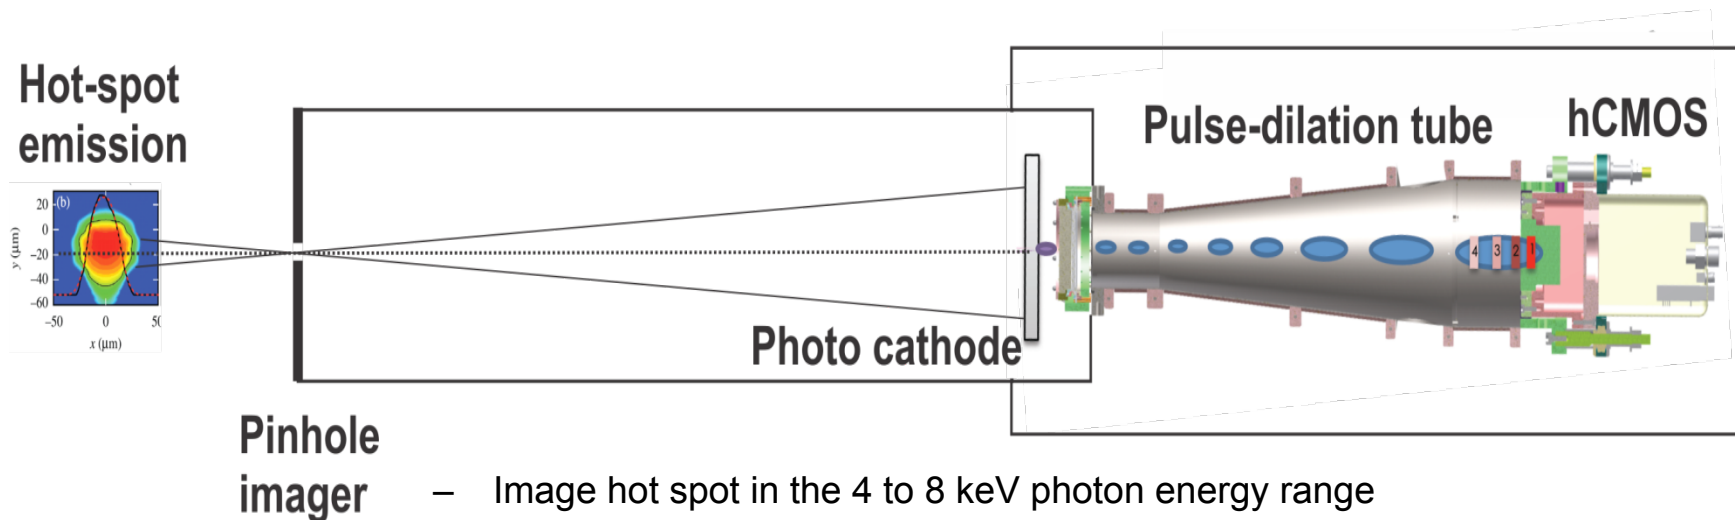 Hot-spot
emission
(b)
20
0
–20
–40
–60
y (µm)
–50 0 50
x (µm)
Pinhole
imager
Photo cathode
Pulse-dilation tube
hCMOS
4 3 2 1
– Image hot spot in the 4 to 8 keV photon energy range